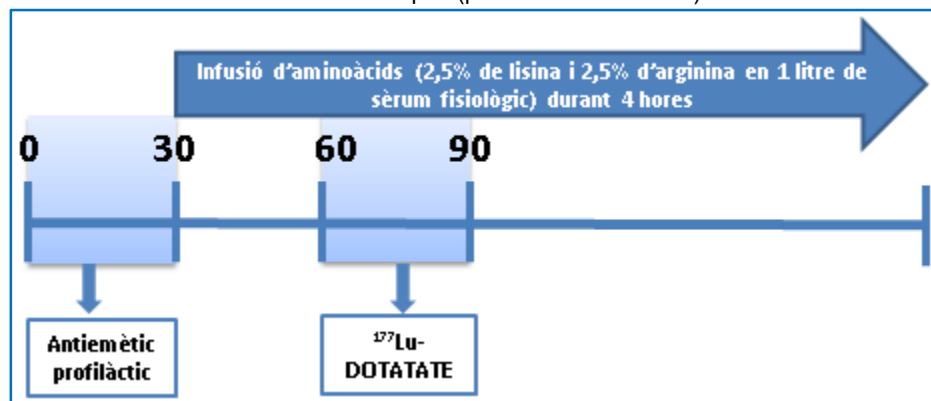 Infusió d'aminoàcids (2,5% de lisina i 2,5% d'arginina en 1 litre de
sèrum fisiològic) durant 4 hores
0 30 60 90
Antiemètic
profilàctic
¹⁷⁷Lu-
DOTATATE